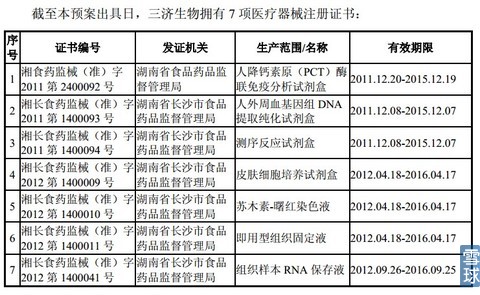 截至本预案出具日，三济生物拥有 7 项医疗器械注册证书：
序号 证书编号 发证机关 生产范围/名称 有效期限
1 湘食药监械（准）字 2011 第 2400092 号 湖南省食品药品监督管理局 人降钙素原（PCT）酶联免疫分析试剂盒 2011.12.20-2015.12.19
2 湘长食药监械（准）字 2011 第 1400093 号 湖南省长沙市食品药品监督管理局 人外周血基因组 DNA 提取纯化试剂盒 2011.12.08-2015.12.07
3 湘长食药监械（准）字 2011 第 1400094 号 湖南省长沙市食品药品监督管理局 测序反应试剂盒 2011.12.08-2015.12.07
4 湘长食药监械（准）字 2012 第 1400009 号 湖南省长沙市食品药品监督管理局 皮肤细胞培养试剂盒 2012.04.18-2016.04.17
5 湘长食药监械（准）字 2012 第 1400010 号 湖南省长沙市食品药品监督管理局 苏木素-曙红染色液 2012.04.18-2016.04.17
6 湘长食药监械（准）字 2012 第 1400011 号 湖南省长沙市食品药品监督管理局 即用型组织固定液 2012.04.18-2016.04.17
7 湘长食药监械（准）字 2012 第 1400041 号 湖南省长沙市食品药品监督管理局 组织样本 RNA 保存液 2012.09.26-2016.09.25
雪球